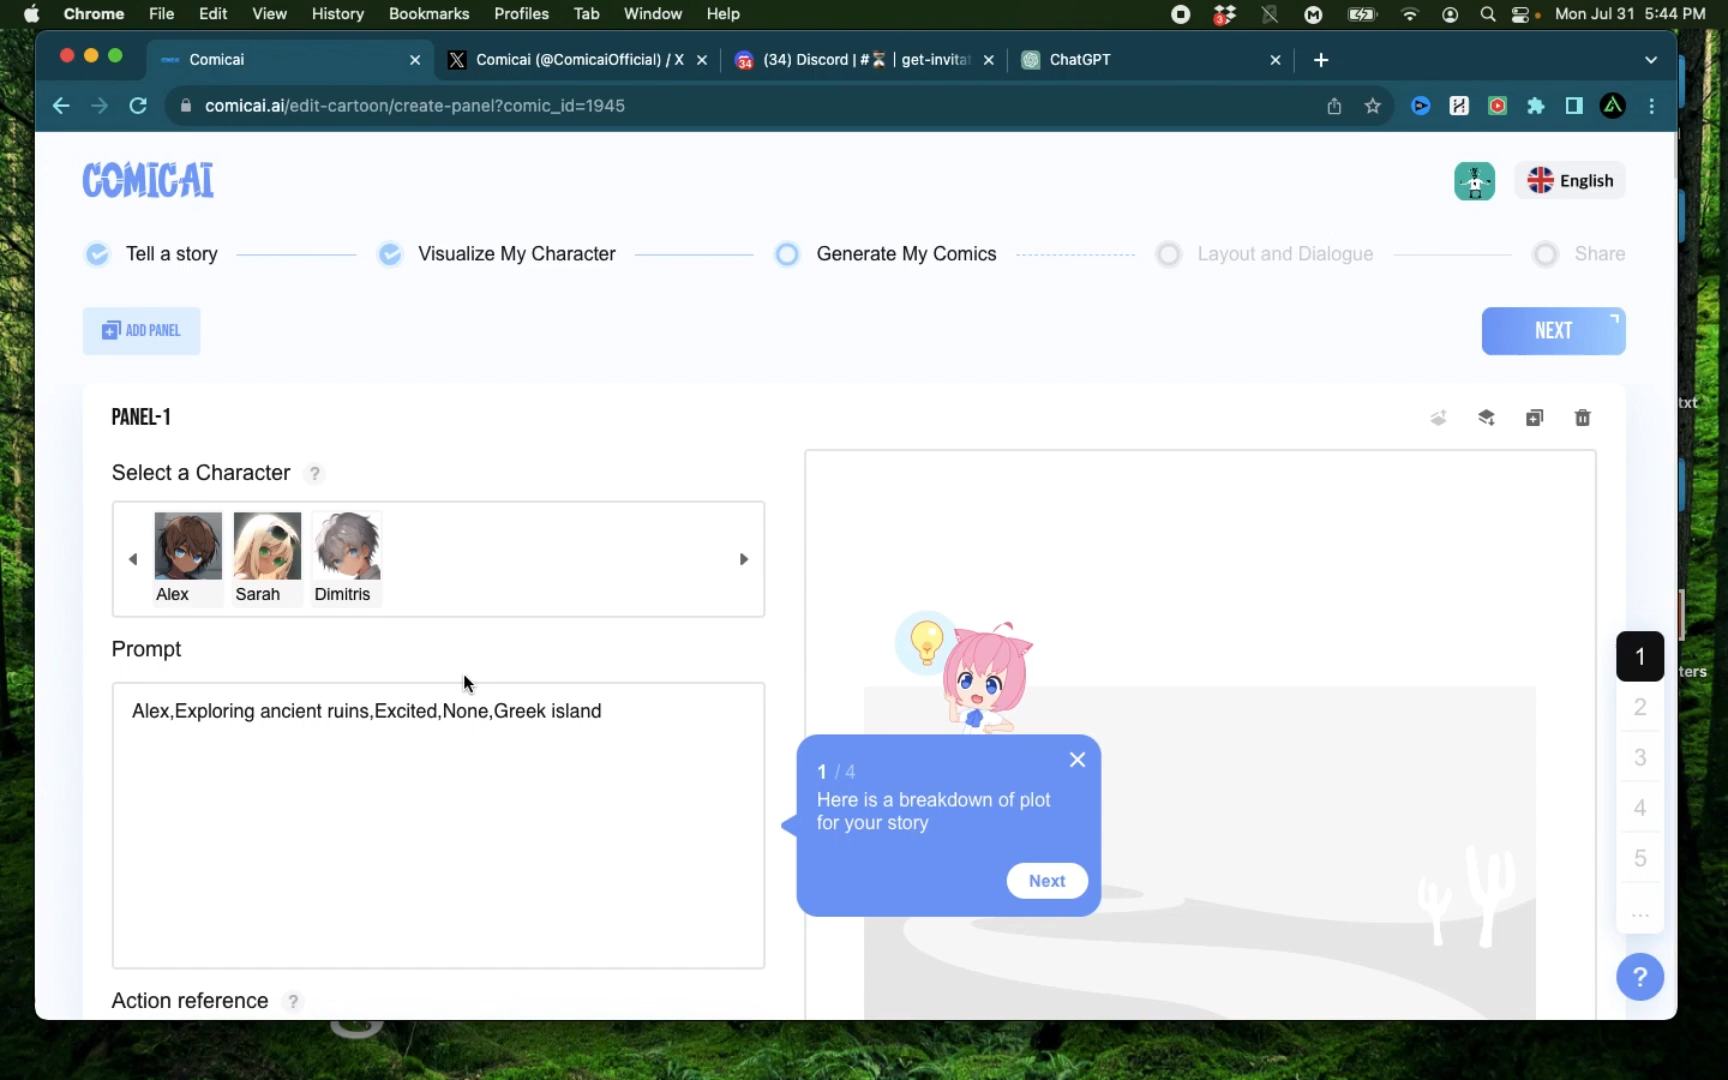 Chrome File Edit View History Bookmarks Profiles Tab Window Help 3 M Mon Jul 31 5:44 PM
Comicai Comicai (@ComicaiOfficial) / X 34 (34) Discord | #⏳ | get-invitat ChatGPT
comicai.ai/edit-cartoon/create-panel?comic_id=1945
COMICAI
English
Tell a story Visualize My Character Generate My Comics Layout and Dialogue Share
ADD PANEL
NEXT
txt
PANEL-1
Select a Character ?
Alex Sarah Dimitris
Prompt
Alex,Exploring ancient ruins,Excited,None,Greek island
1 / 4
Here is a breakdown of plot
for your story
Next
1
2
3
4
5
...
ters
Action reference ?
?